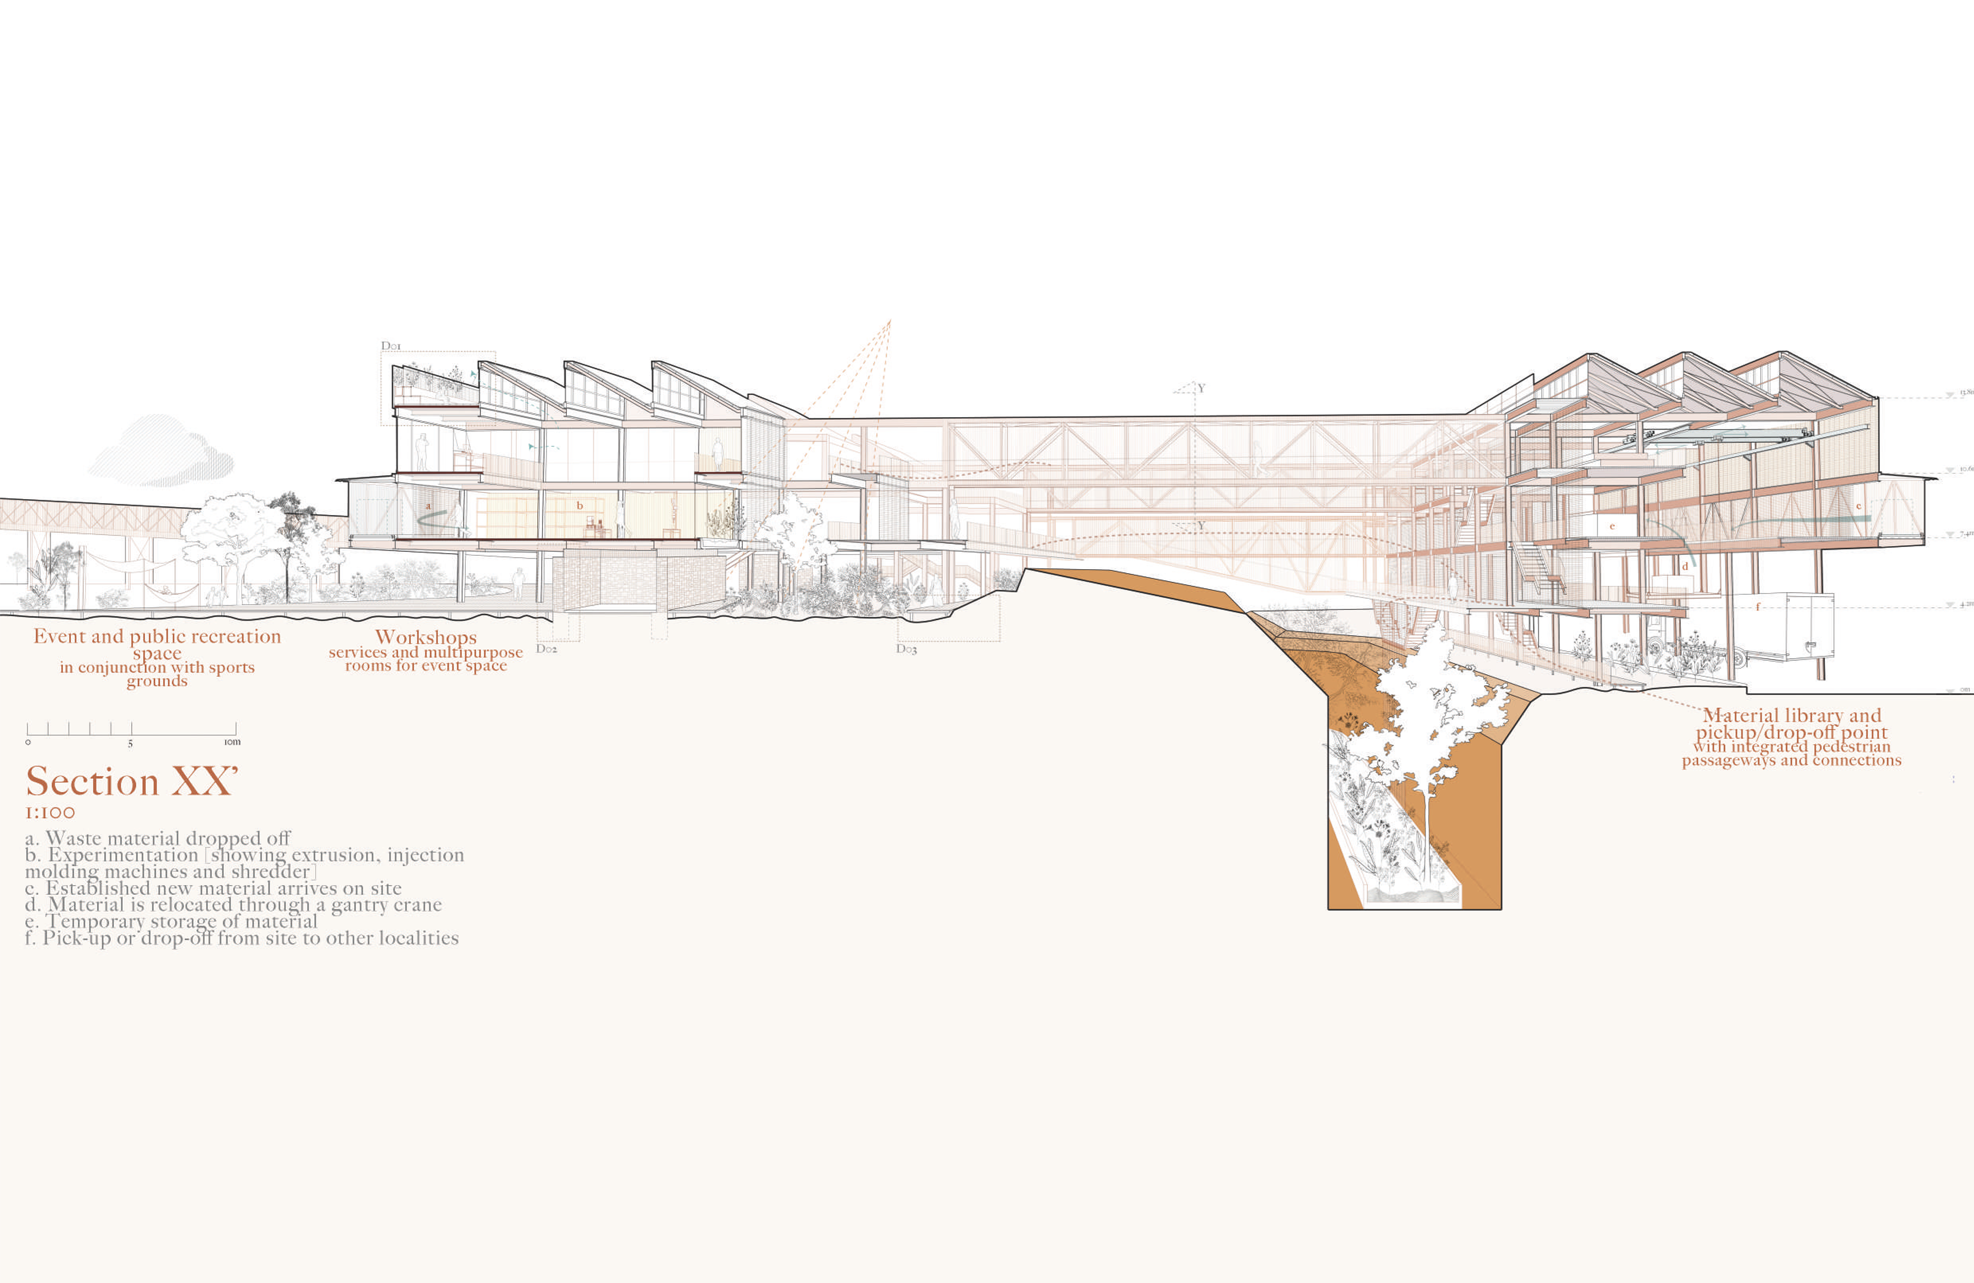 D01
Y
Y
a
b
c
e
d
f
Event and public recreation
space
in conjunction with sports
grounds
Workshops
services and multipurpose
rooms for event space
D02
D03
Material library and
pickup/drop-off point
with integrated pedestrian
passageways and connections
0 5 10m
Section XX’
1:100
a. Waste material dropped off
b. Experimentation [showing extrusion, injection
molding machines and shredder]
c. Established new material arrives on site
d. Material is relocated through a gantry crane
e. Temporary storage of material
f. Pick-up or drop-off from site to other localities